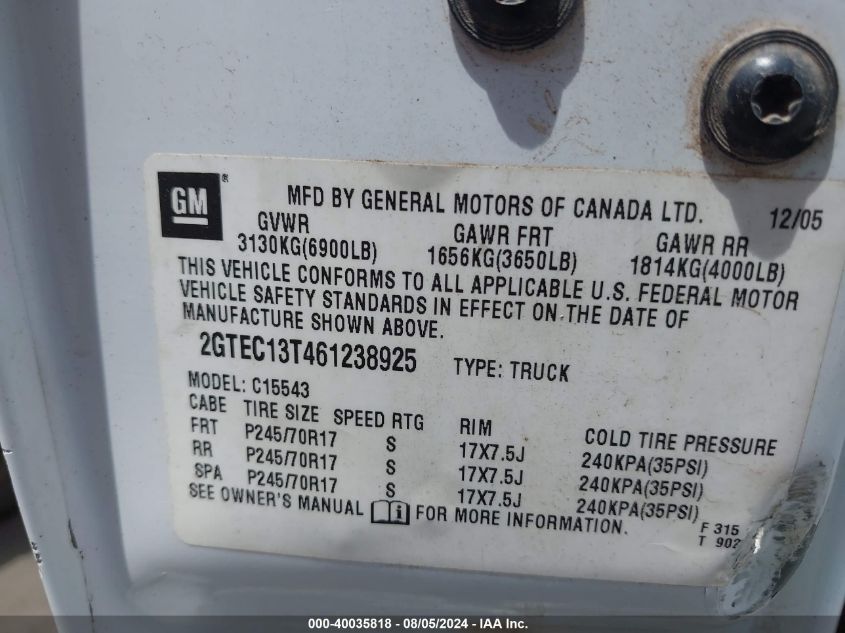 GM ® MFD BY GENERAL MOTORS OF CANADA LTD. 12/05
GVWR GAWR FRT GAWR RR
3130KG(6900LB) 1656KG(3650LB) 1814KG(4000LB)
THIS VEHICLE CONFORMS TO ALL APPLICABLE U.S. FEDERAL MOTOR
VEHICLE SAFETY STANDARDS IN EFFECT ON THE DATE OF
MANUFACTURE SHOWN ABOVE.
2GTEC13T461238925 TYPE: TRUCK
MODEL: C15543
CABE TIRE SIZE SPEED RTG RIM COLD TIRE PRESSURE
FRT P245/70R17 S 17X7.5J 240KPA(35PSI)
RR P245/70R17 S 17X7.5J 240KPA(35PSI)
SPA P245/70R17 S 17X7.5J 240KPA(35PSI)
SEE OWNER'S MANUAL i FOR MORE INFORMATION.
F 315
T 902
000-40035818 - 08/05/2024 - IAA Inc.